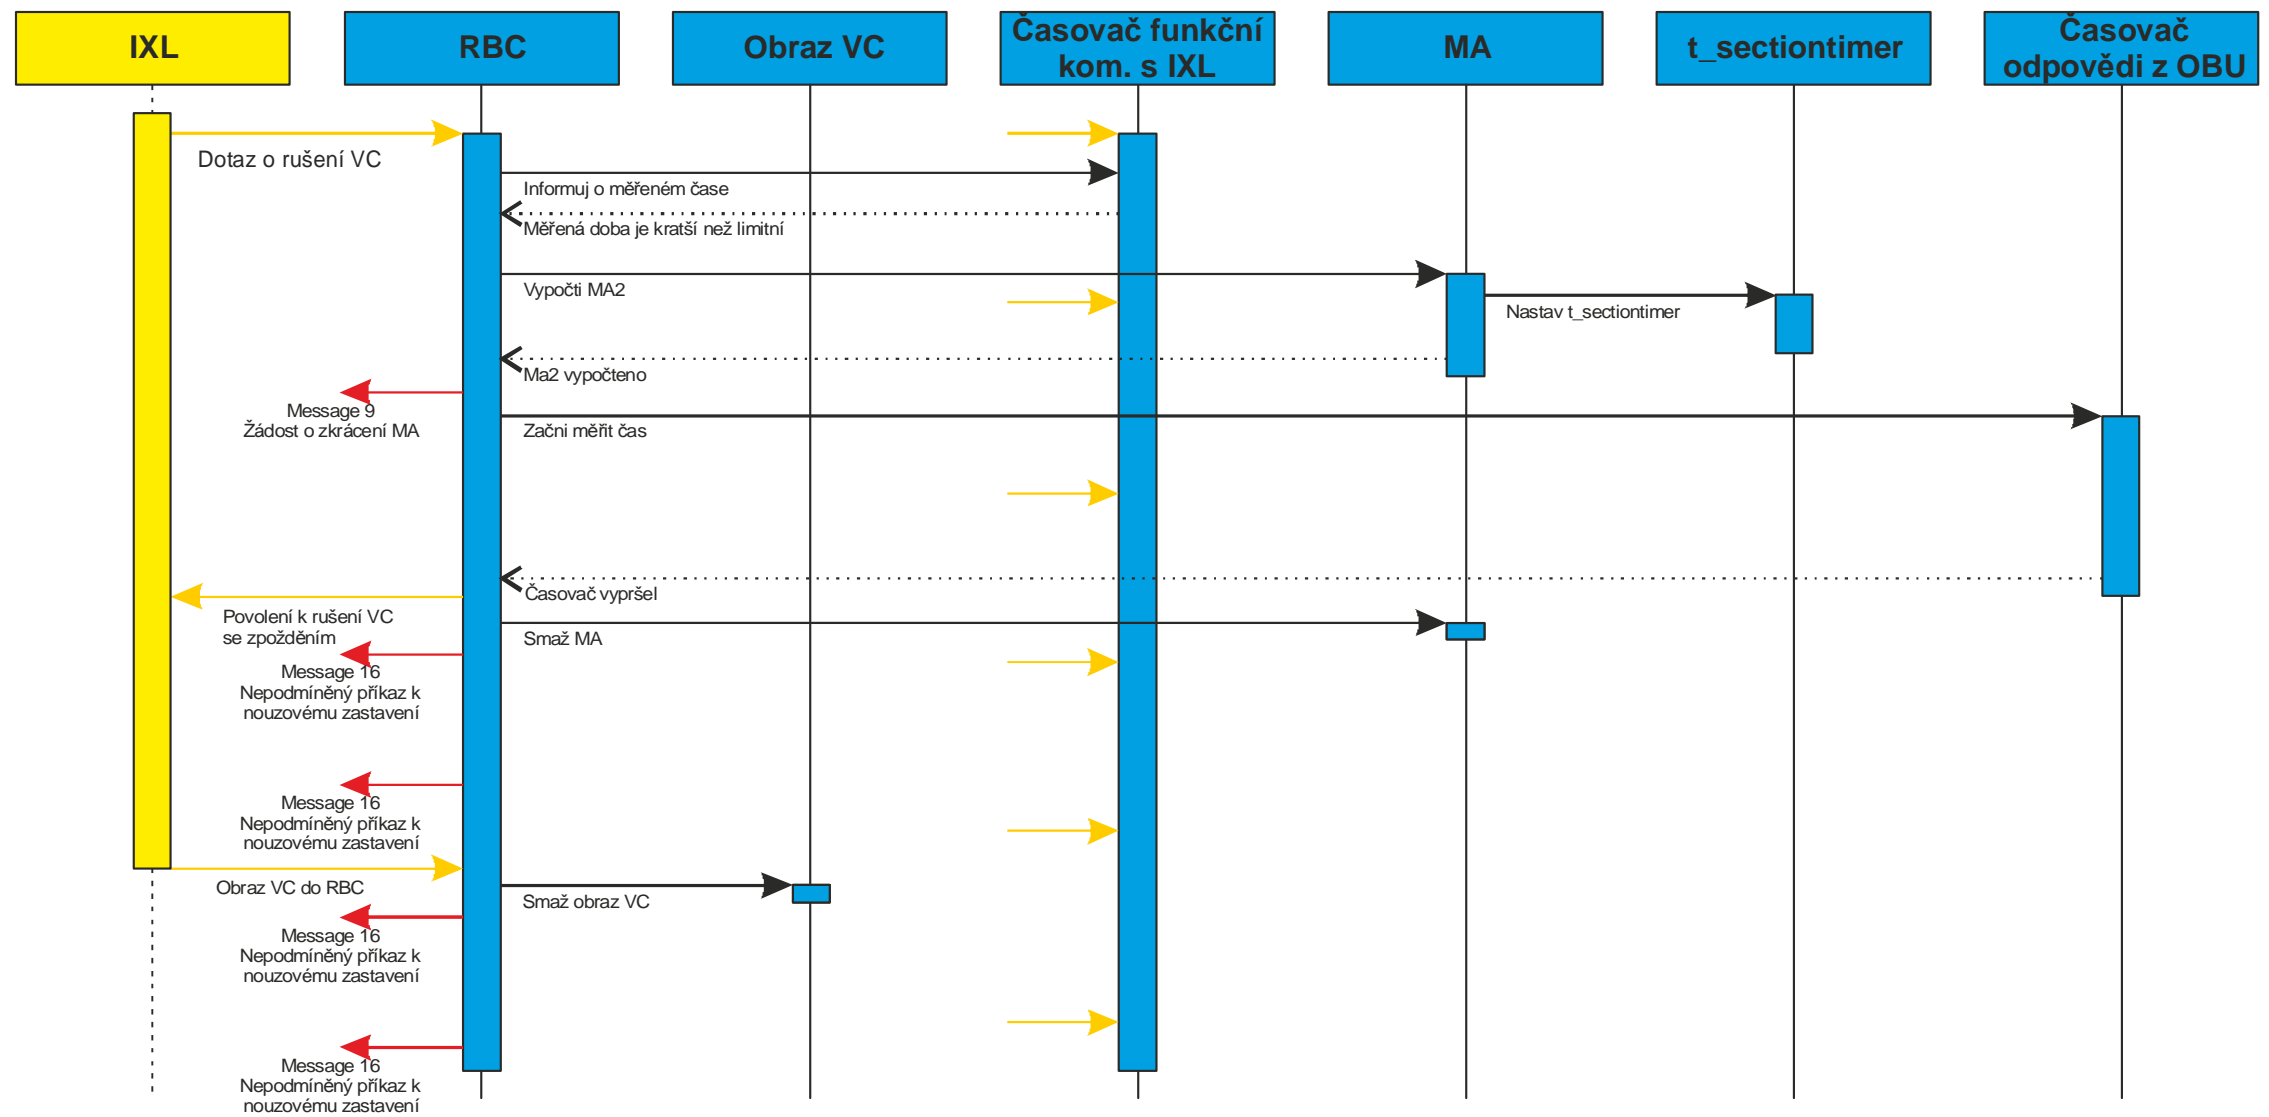 IXL
RBC
Obraz VC
Časovač funkční
kom. s IXL
MA
t_sectiontimer
Časovač
odpovědi z OBU
Dotaz o rušení VC
Informuj o měřeném čase
Měřená doba je kratší než limitní
Vypočti MA2
Nastav t_sectiontimer
Ma2 vypočteno
Message 9
Žádost o zkrácení MA
Začni měřit čas
Časovač vypršel
Povolení k rušení VC
se zpožděním
Smaž MA
Message 16
Nepodmíněný příkaz k
nouzovému zastavení
Message 16
Nepodmíněný příkaz k
nouzovému zastavení
Obraz VC do RBC
Smaž obraz VC
Message 16
Nepodmíněný příkaz k
nouzovému zastavení
Message 16
Nepodmíněný příkaz k
nouzovému zastavení